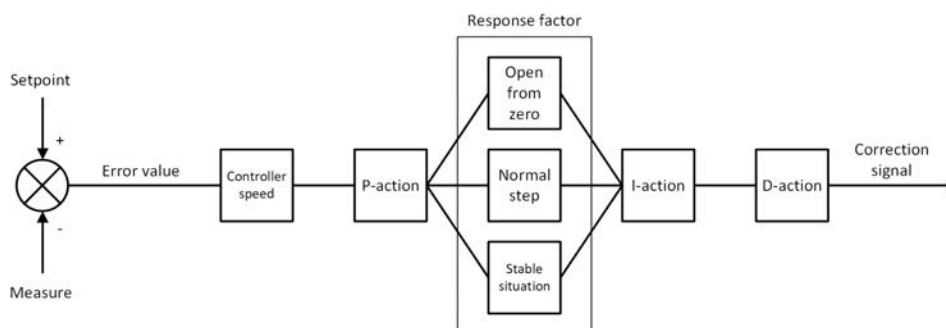 Response factor
Setpoint
+
Error value
-
Measure
Controller
speed
P-action
Open
from
zero
Normal
step
Stable
situation
I-action
D-action
Correction
signal